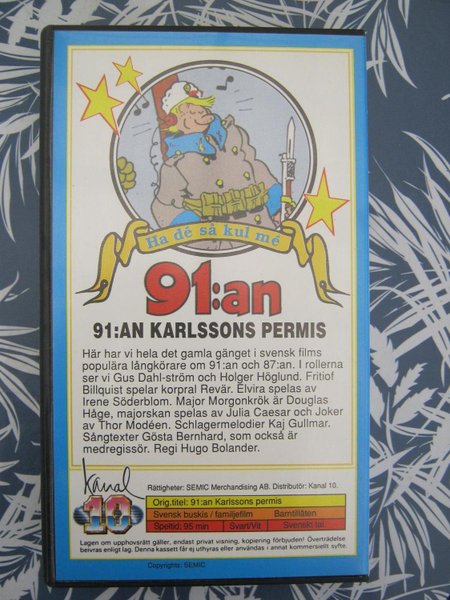 Ha dé så kul mé
91:an
91:AN KARLSSONS PERMIS
Här har vi hela det gamla gänget i svensk films
populära långkörare om 91:an och 87:an. I rollerna
ser vi Gus Dahl-ström och Holger Höglund. Fritiof
Billquist spelar korpral Revär. Elvira spelas av
Irene Söderblom. Major Morgonkrök är Douglas
Håge, majorskan spelas av Julia Caesar och Joker
av Thor Modéen. Schlagermelodier Kaj Gullmar.
Sångtexter Gösta Bernhard, som också är
medregissör. Regi Hugo Bolander.
Kanal
10
Rättigheter: SEMIC Merchandising AB. Distributör: Kanal 10.
Orig.titel: 91:an Karlssons permis
Svensk buskis / familjefilm Barntillåten
Speltid: 95 min Svart/Vit Svenskt tal.
Lagen om upphovsrätt gäller, endast privat visning, kopiering förbjuden! Överträdelse
beivras enligt lag. Denna kassett får ej uthyras eller användas i annat kommersiellt syfte.
Copyrights: SEMIC